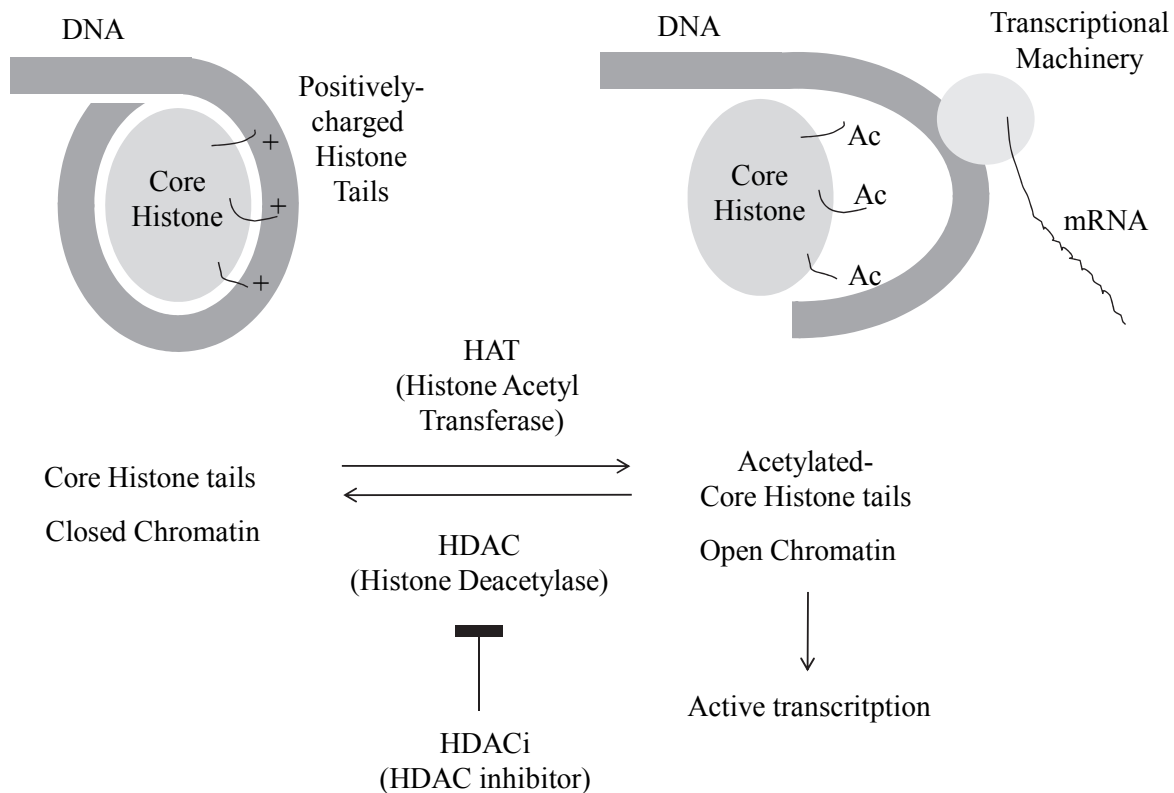 DNA
Positively-
charged
Histone
Tails
Core
Histone
+
+
+
DNA
Transcriptional
Machinery
Core
Histone
Ac
Ac
Ac
mRNA
HAT
(Histone Acetyl
Transferase)
Core Histone tails
Closed Chromatin
HDAC
(Histone Deacetylase)
HDACi
(HDAC inhibitor)
Acetylated-
Core Histone tails
Open Chromatin
Active transcritption